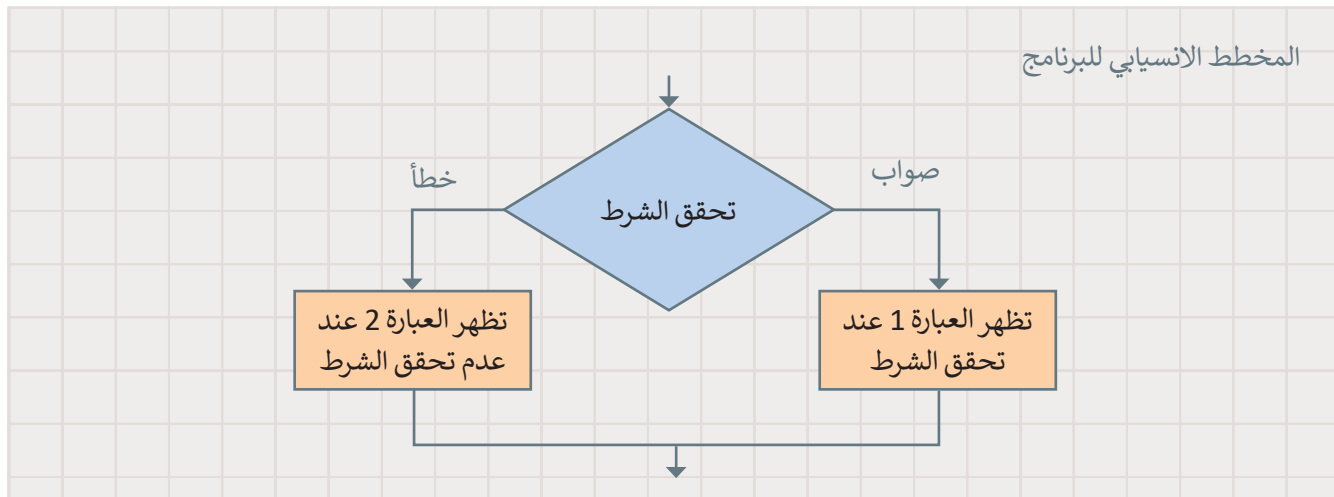 المخطط الانسيابي للبرنامج
صواب
خطأ
تحقق الشرط
تظهر العبارة 1 عند
تحقق الشرط
تظهر العبارة 2 عند
عدم تحقق الشرط